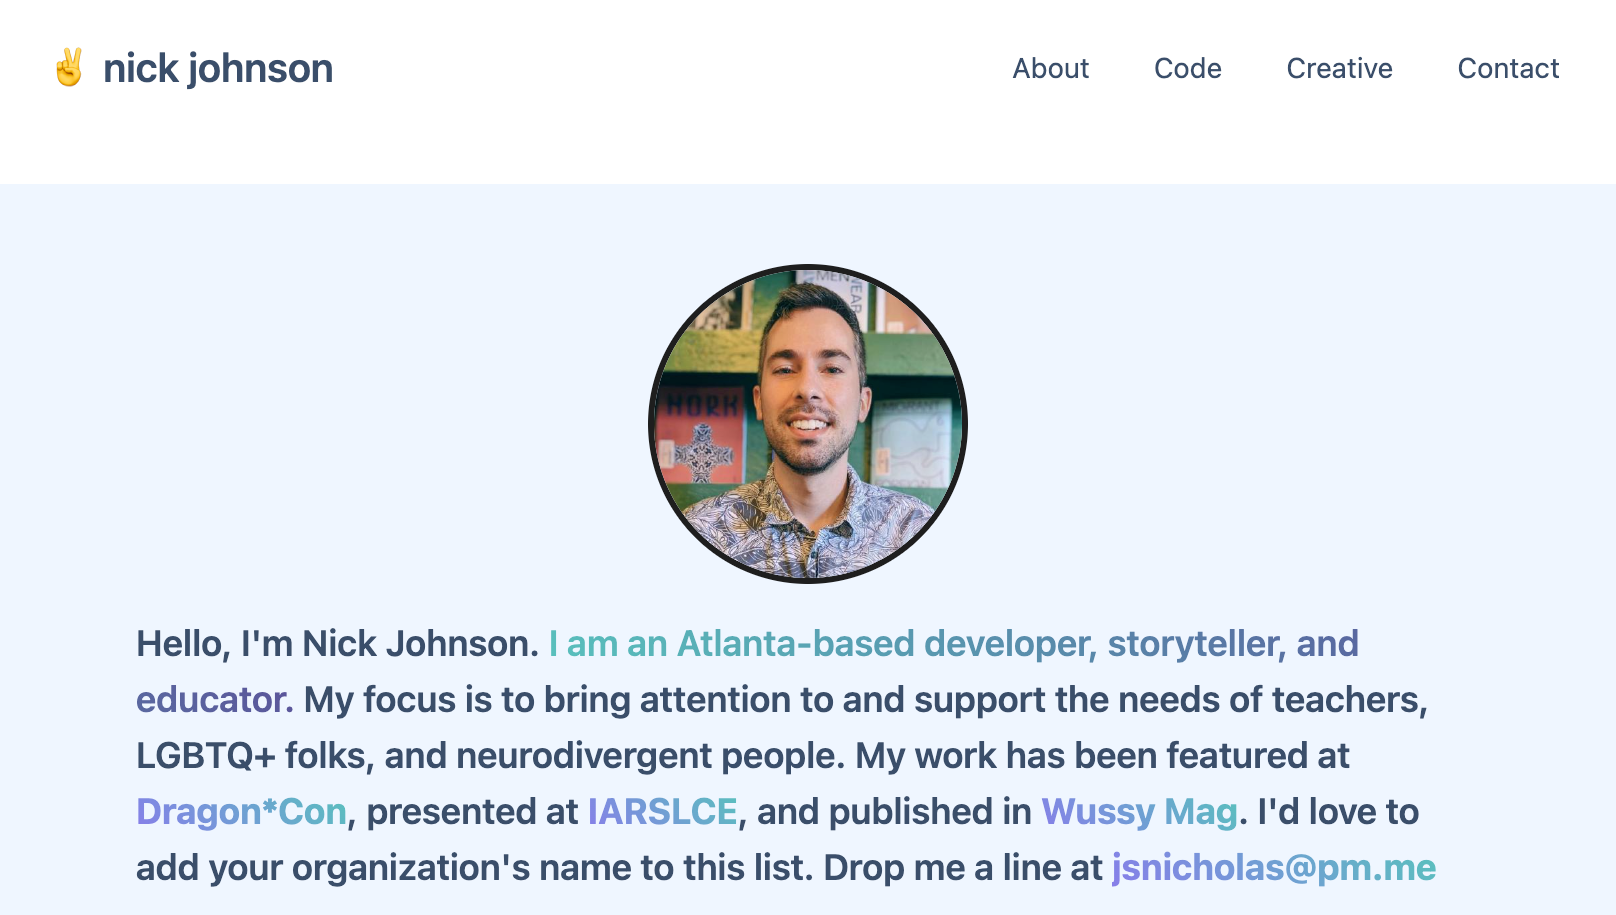 ✌️ nick johnson
About Code Creative Contact
MEN
WEAR
WORK
Hello, I'm Nick Johnson. I am an Atlanta-based developer, storyteller, and
educator. My focus is to bring attention to and support the needs of teachers,
LGBTQ+ folks, and neurodivergent people. My work has been featured at
Dragon*Con, presented at IARSLCE, and published in Wussy Mag. I'd love to
add your organization's name to this list. Drop me a line at jsnicholas@pm.me